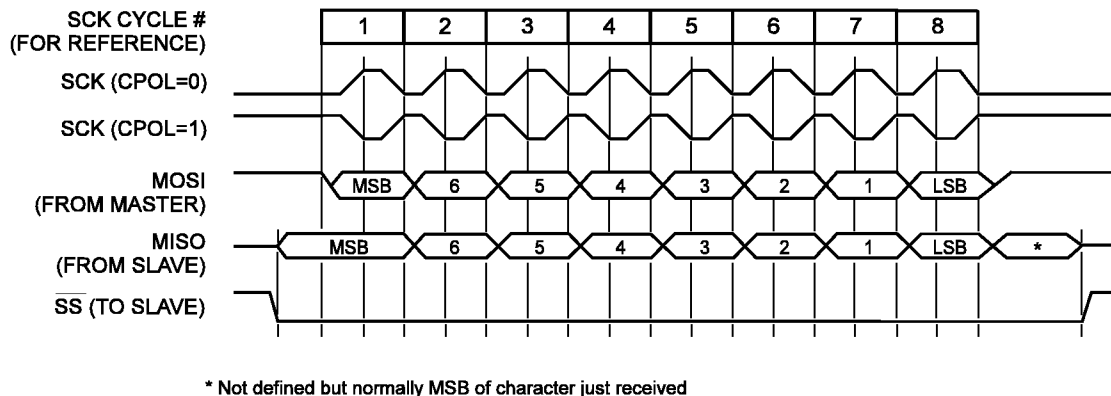 SCK CYCLE #
(FOR REFERENCE)
1 2 3 4 5 6 7 8
SCK (CPOL=0)
SCK (CPOL=1)
MOSI
(FROM MASTER)
MSB 6 5 4 3 2 1 LSB
MISO
(FROM SLAVE)
MSB 6 5 4 3 2 1 LSB *
SS (TO SLAVE)
* Not defined but normally MSB of character just received